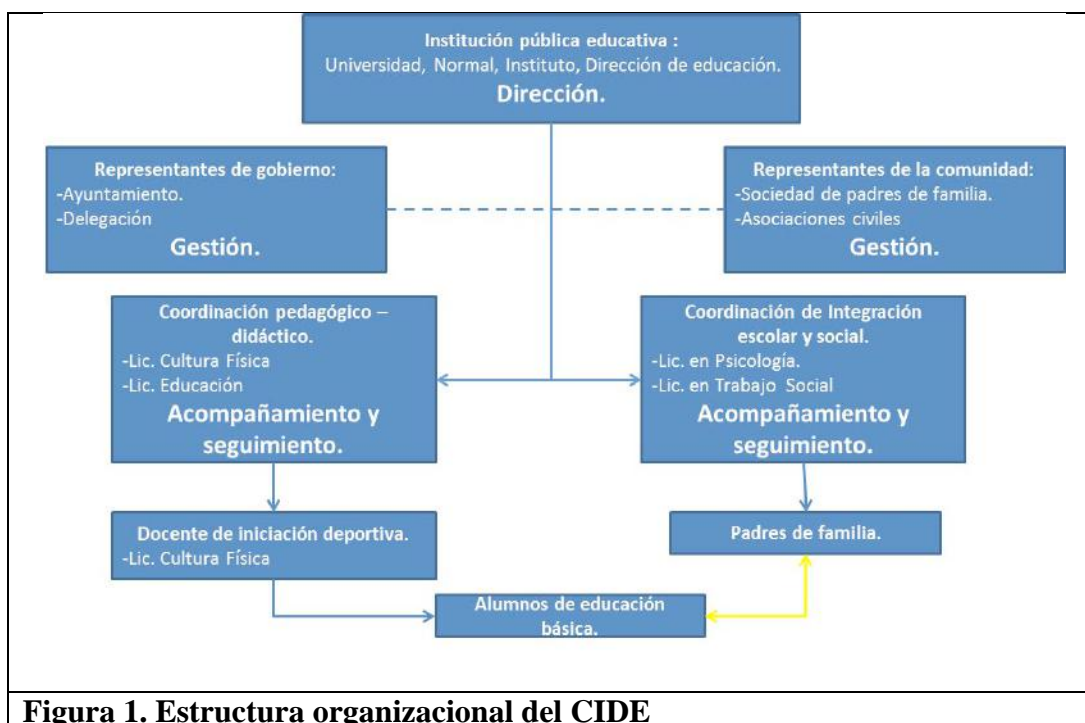 Institución pública educativa :
Universidad, Normal, Instituto, Dirección de educación.
Dirección.
Representantes de gobierno:
-Ayuntamiento.
-Delegación
Gestión.
Representantes de la comunidad:
-Sociedad de padres de familia.
-Asociaciones civiles
Gestión.
Coordinación pedagógico –
didáctico.
-Lic. Cultura Física
-Lic. Educación
Acompañamiento y
seguimiento.
Coordinación de Integración
escolar y social.
-Lic. en Psicología.
-Lic. en Trabajo Social
Acompañamiento y
seguimiento.
Docente de iniciación deportiva.
-Lic. Cultura Física
Padres de familia.
Alumnos de educación
básica.
Figura 1. Estructura organizacional del CIDE